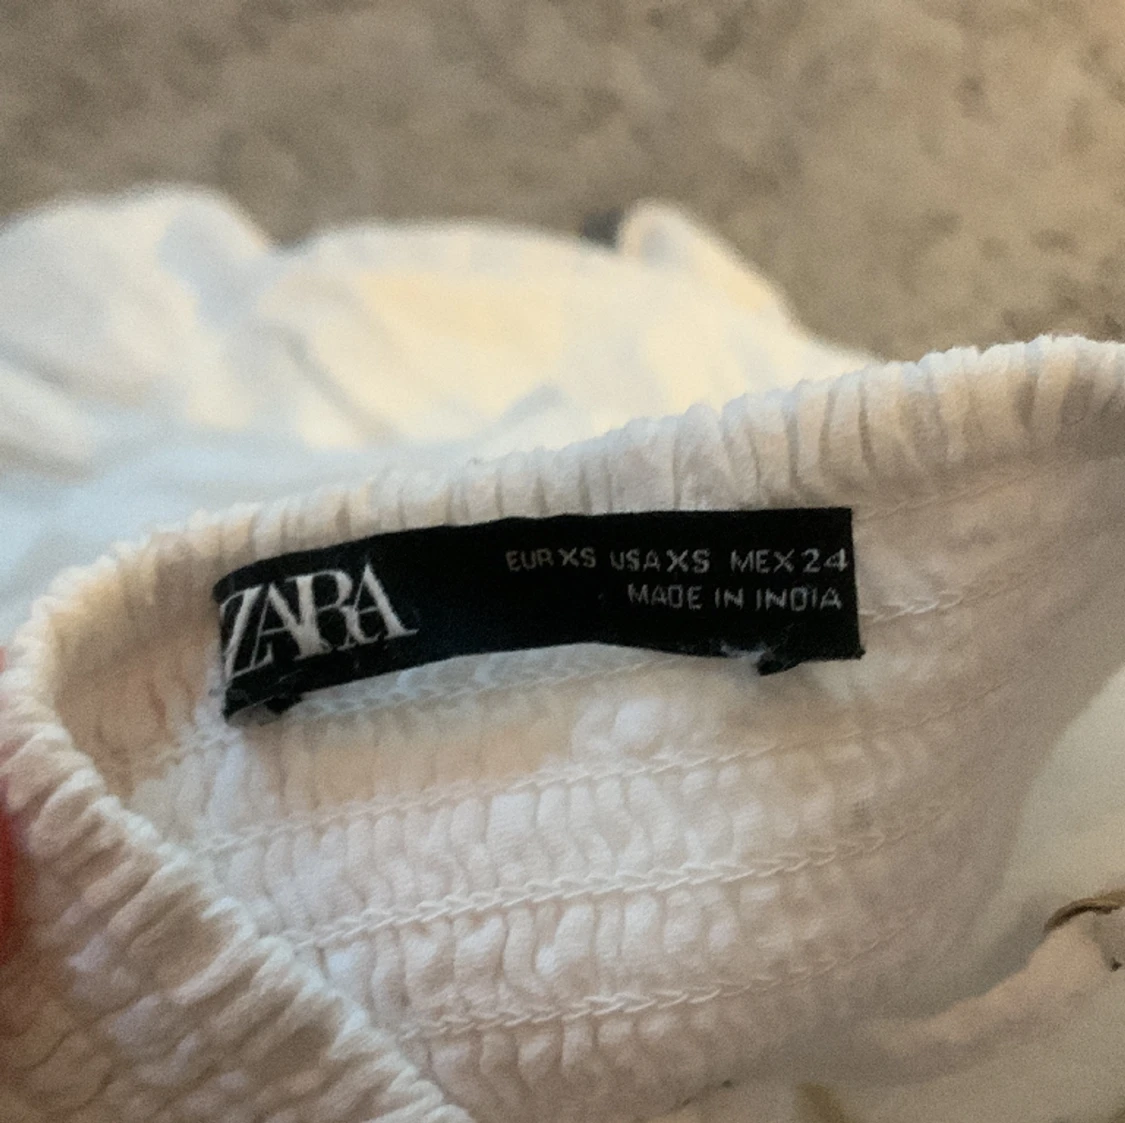 ZARA
EUR XS USA XS MEX 24
MADE IN INDIA